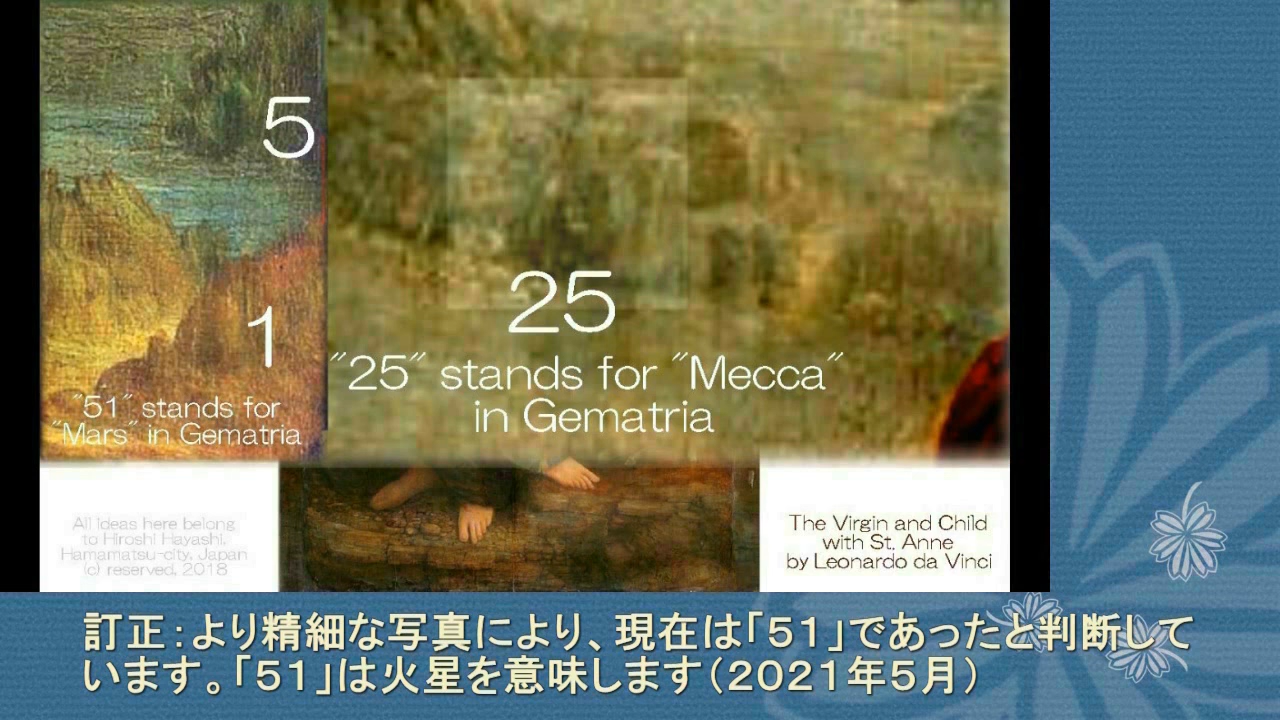 5
1
"51" stands for
"Mars" in Gematria
25
"25" stands for "Mecca"
in Gematria
All ideas here belong
to Hiroshi Hayashi,
Hamamatsu-city, Japan
(c) reserved, 2018
The Virgin and Child
with St. Anne
by Leonardo da Vinci
訂正：より精細な写真により、現在は「５１」であったと判断して
います。「５１」は火星を意味します（２０２１年５月）